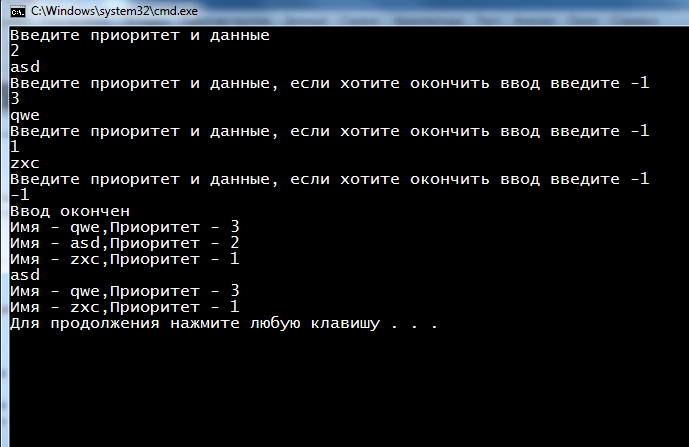 C:\Windows\system32\cmd.exe
Введите приоритет и данные
2
asd
Введите приоритет и данные, если хотите окончить ввод введите -1
3
qwe
Введите приоритет и данные, если хотите окончить ввод введите -1
1
zxc
Введите приоритет и данные, если хотите окончить ввод введите -1
-1
Ввод окончен
Имя - qwe,Приоритет - 3
Имя - asd,Приоритет - 2
Имя - zxc,Приоритет - 1
asd
Имя - qwe,Приоритет - 3
Имя - zxc,Приоритет - 1
Для продолжения нажмите любую клавишу . . .